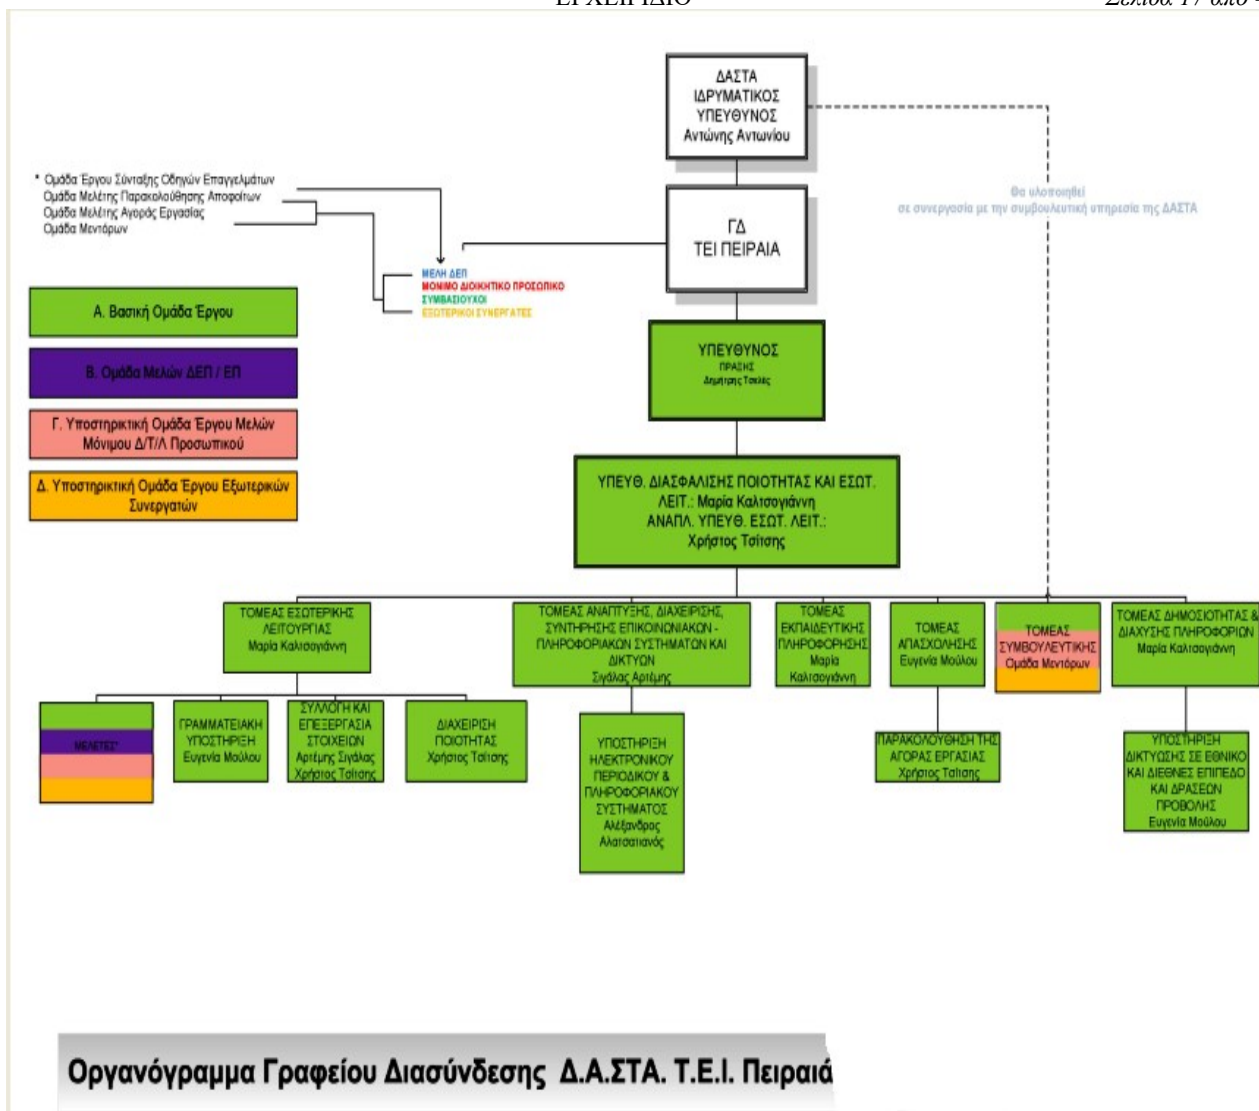 ΔΑΣΤΑ
ΙΔΡΥΜΑΤΙΚΟΣ
ΥΠΕΥΘΥΝΟΣ
Αντώνης Αντωνίου
* Ομάδα Έργου Σύνταξης Οδηγών Επαγγελμάτων
Ομάδα Μελέτης Παρακολούθησης Αποφοίτων
Ομάδα Μελέτης Αγοράς Εργασίας
Ομάδα Μεντόρων
Θα υλοποιηθεί
σε συνεργασία με την συμβουλευτική υπηρεσία της ΔΑΣΤΑ
ΓΔ
ΤΕΙ ΠΕΙΡΑΙΑ
ΜΕΛΗ ΔΕΠ
ΜΟΝΙΜΟ ΔΙΟΙΚΗΤΙΚΟ ΠΡΟΣΩΠΙΚΟ
ΣΥΜΒΑΣΙΟΥΧΟΙ
ΕΞΩΤΕΡΙΚΟΙ ΣΥΝΕΡΓΑΤΕΣ
Α. Βασική Ομάδα Έργου
Β. Ομάδα Μελών ΔΕΠ / ΕΠ
Γ. Υποστηρικτική Ομάδα Έργου Μελών
Μόνιμου Δ/Τ/Λ Προσωπικού
Δ. Υποστηρικτική Ομάδα Έργου Εξωτερικών
Συνεργατών
ΥΠΕΥΘΥΝΟΣ
ΠΡΑΞΗΣ
Δημήτρης Τσελές
ΥΠΕΥΘ. ΔΙΑΣΦΑΛΙΣΗΣ ΠΟΙΟΤΗΤΑΣ ΚΑΙ ΕΣΩΤ.
ΛΕΙΤ.: Μαρία Καλτσογιάννη
ΑΝΑΠΛ. ΥΠΕΥΘ. ΕΣΩΤ. ΛΕΙΤ.:
Χρήστος Τσίτσης
ΤΟΜΕΑΣ ΕΣΩΤΕΡΙΚΗΣ
ΛΕΙΤΟΥΡΓΙΑΣ
Μαρία Καλτσογιάννη
ΤΟΜΕΑΣ ΑΝΑΠΤΥΞΗΣ, ΔΙΑΧΕΙΡΙΣΗΣ,
ΣΥΝΤΗΡΗΣΗΣ ΕΠΙΚΟΙΝΩΝΙΑΚΩΝ -
ΠΛΗΡΟΦΟΡΙΑΚΩΝ ΣΥΣΤΗΜΑΤΩΝ ΚΑΙ
ΔΙΚΤΥΩΝ
Σιγάλας Αρτέμης
ΤΟΜΕΑΣ
ΕΚΠΑΙΔΕΥΤΙΚΗΣ
ΠΛΗΡΟΦΟΡΗΣΗΣ
Μαρία
Καλτσογιάννη
ΤΟΜΕΑΣ
ΑΠΑΣΧΟΛΗΣΗΣ
Ευγενία Μούλου
ΤΟΜΕΑΣ
ΣΥΜΒΟΥΛΕΥΤΙΚΗΣ
Ομάδα Μεντόρων
ΤΟΜΕΑΣ ΔΗΜΟΣΙΟΤΗΤΑΣ &
ΔΙΑΧΥΣΗΣ ΠΛΗΡΟΦΟΡΙΩΝ
Μαρία Καλτσογιάννη
ΜΕΛΕΤΕΣ*
ΓΡΑΜΜΑΤΕΙΑΚΗ
ΥΠΟΣΤΗΡΙΞΗ
Ευγενία Μούλου
ΣΥΛΛΟΓΗ ΚΑΙ
ΕΠΕΞΕΡΓΑΣΙΑ
ΣΤΟΙΧΕΙΩΝ
Αρτέμης Σιγάλας
Χρήστος Τσίτσης
ΔΙΑΧΕΙΡΙΣΗ
ΠΟΙΟΤΗΤΑΣ
Χρήστος Τσίτσης
ΥΠΟΣΤΗΡΙΞΗ
ΗΛΕΚΤΡΟΝΙΚΟΥ
ΠΕΡΙΟΔΙΚΟΥ &
ΠΛΗΡΟΦΟΡΙΑΚΟΥ
ΣΥΣΤΗΜΑΤΟΣ
Αλέξανδρος
Αλατσατιανός
ΠΑΡΑΚΟΛΟΥΘΗΣΗ ΤΗΣ
ΑΓΟΡΑΣ ΕΡΓΑΣΙΑΣ
Χρήστος Τσίτσης
ΥΠΟΣΤΗΡΙΞΗ
ΔΙΚΤΥΩΣΗΣ ΣΕ ΕΘΝΙΚΟ
ΚΑΙ ΔΙΕΘΝΕΣ ΕΠΙΠΕΔΟ
ΚΑΙ ΔΡΑΣΕΩΝ
ΠΡΟΒΟΛΗΣ
Ευγενία Μούλου
Οργανόγραμμα Γραφείου Διασύνδεσης Δ.Α.ΣΤΑ. Τ.Ε.Ι. Πειραιά